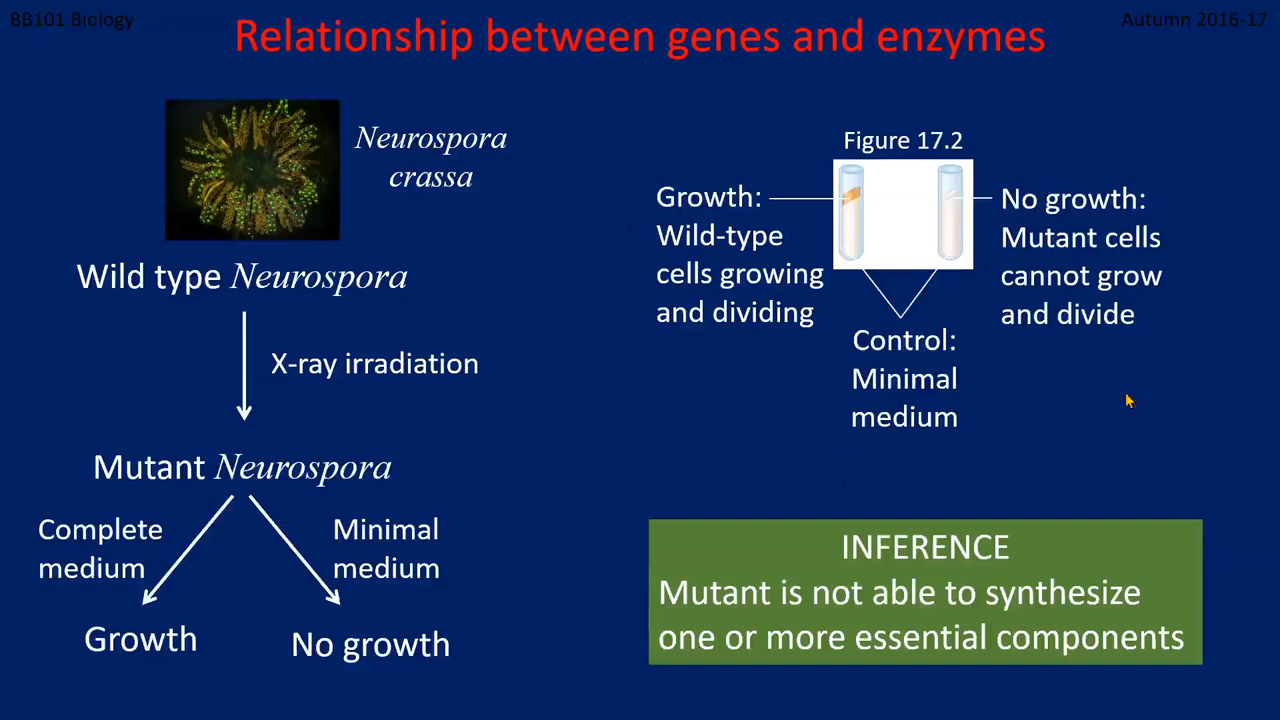 BB101 Biology
Autumn 2016-17
Relationship between genes and enzymes
Neurospora
crassa
Wild type Neurospora
X-ray irradiation
Mutant Neurospora
Complete
medium
Minimal
medium
Growth
No growth
Figure 17.2
Growth:
Wild-type
cells growing
and dividing
No growth:
Mutant cells
cannot grow
and divide
Control:
Minimal
medium
INFERENCE
Mutant is not able to synthesize
one or more essential components